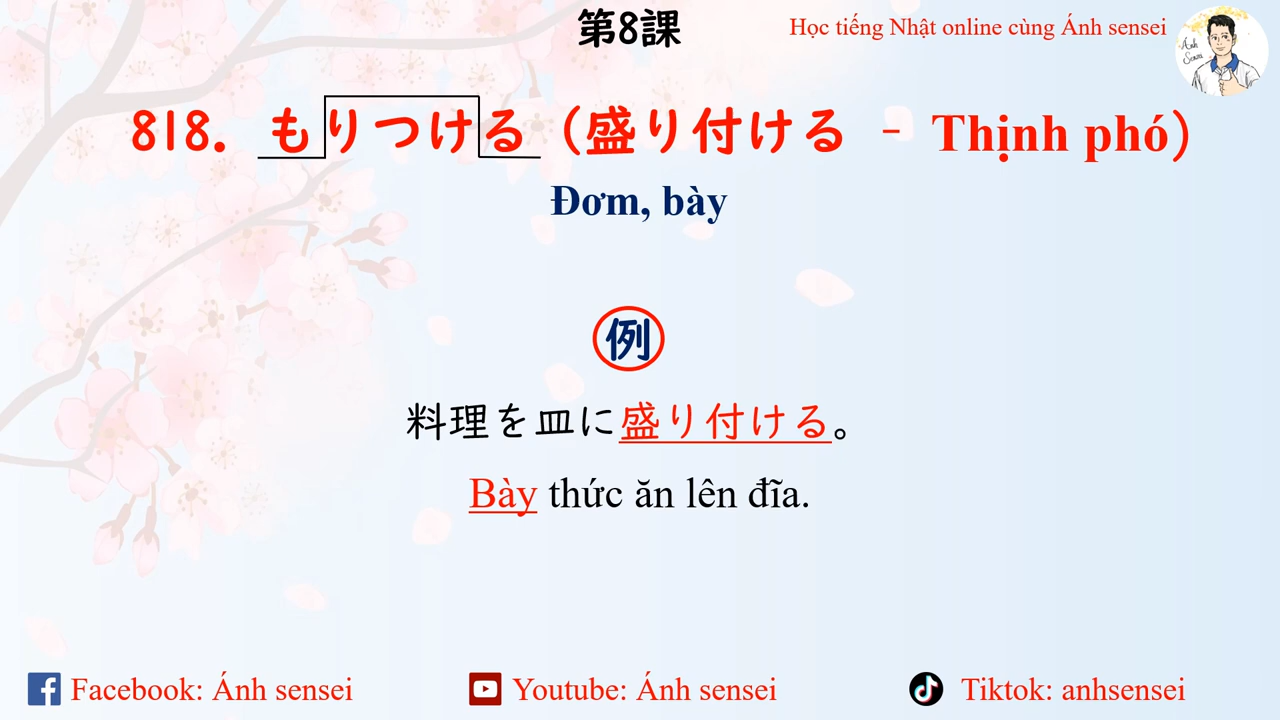 第8課
Học tiếng Nhật online cùng Ánh sensei
Ánh Sensei
818. もりつける (盛り付ける - Thịnh phó)
Đơm, bày
例
料理を皿に盛り付ける。
Bày thức ăn lên đĩa.
Facebook: Ánh sensei
Youtube: Ánh sensei
Tiktok: anhsensei